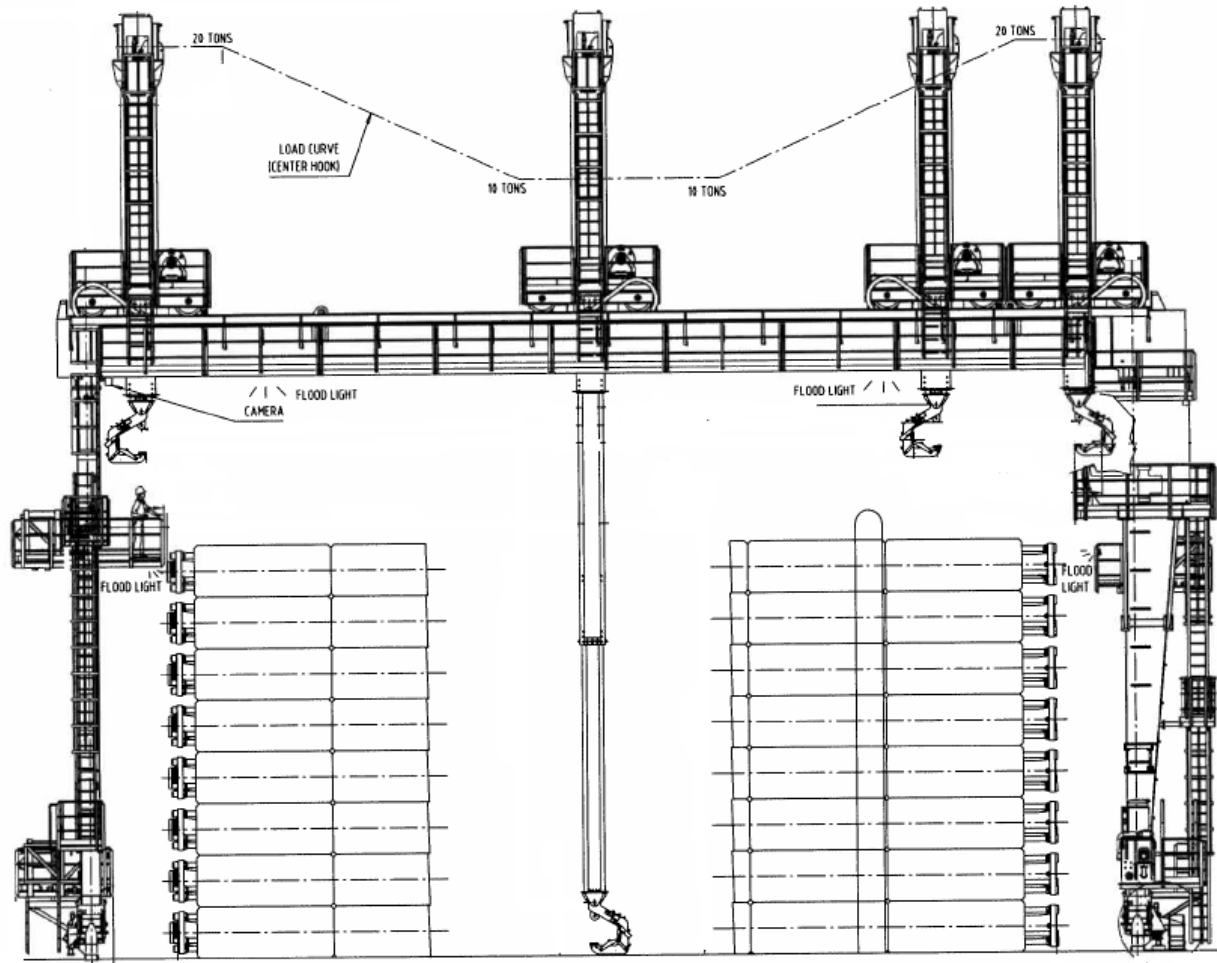 20 TONS
20 TONS
LOAD CURVE
(CENTER HOOK)
10 TONS
10 TONS
FLOOD LIGHT
CAMERA
FLOOD LIGHT
FLOOD LIGHT
FLOOD
LIGHT